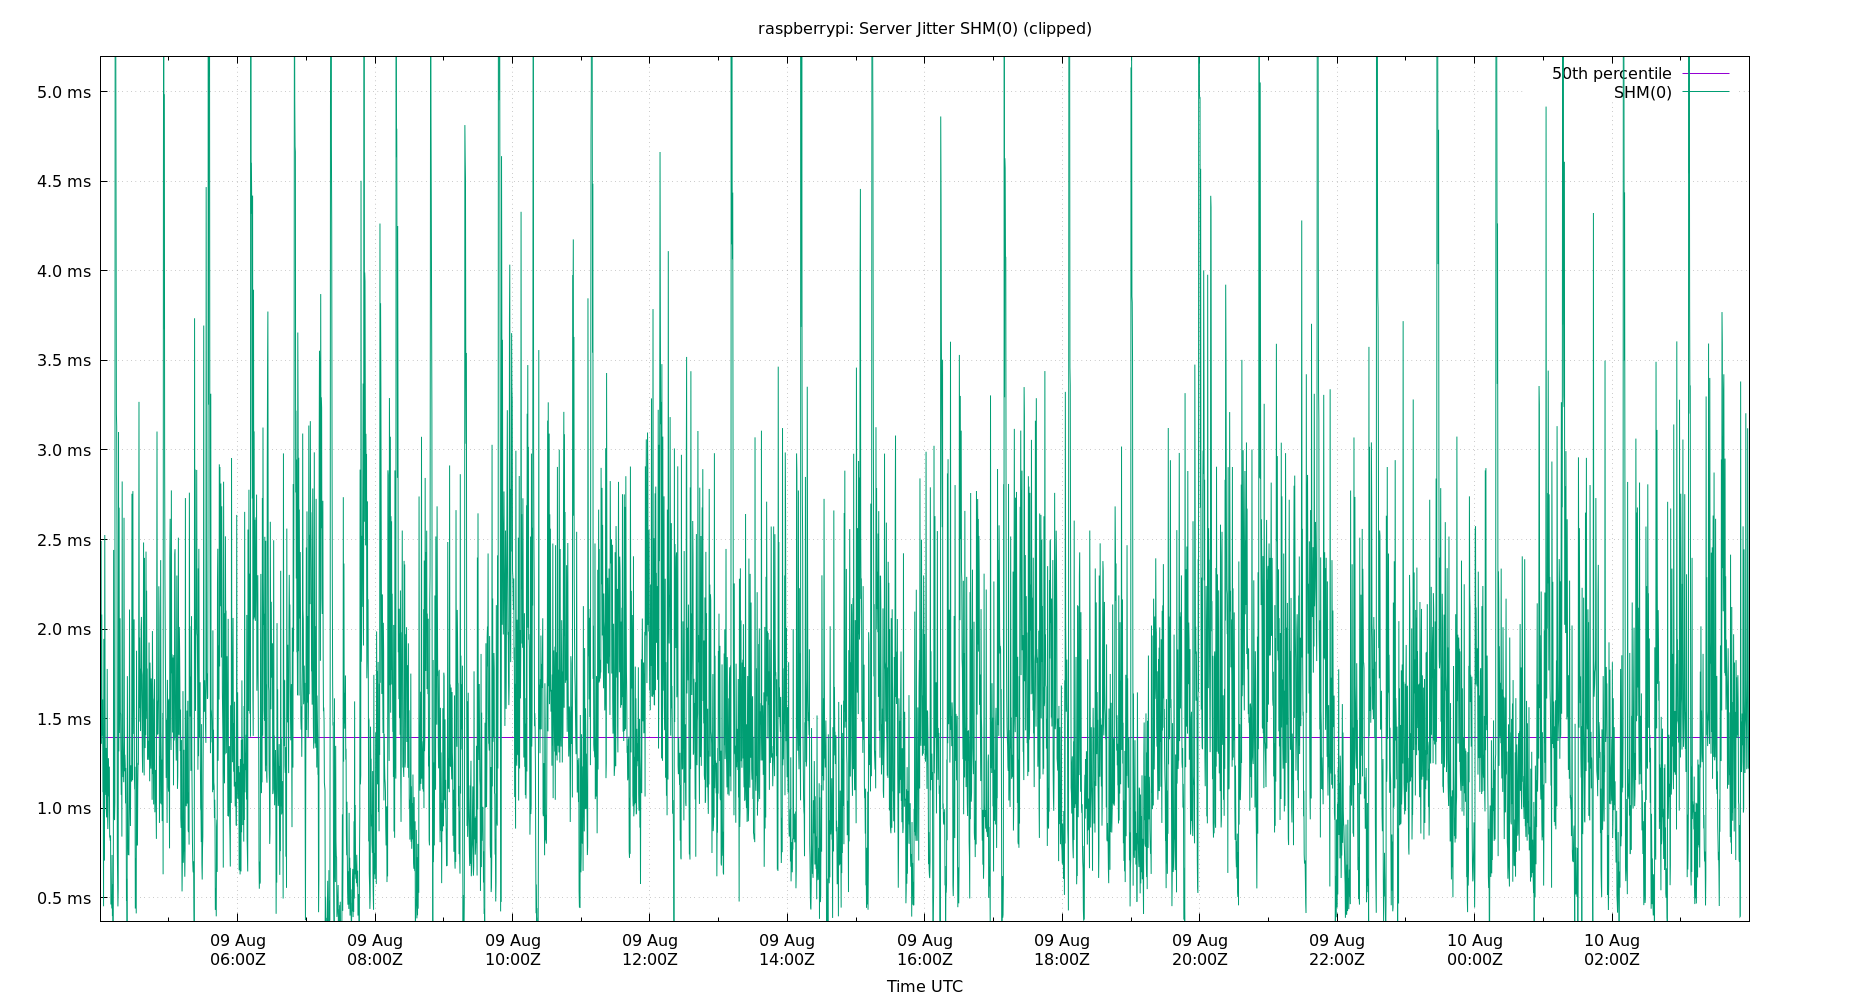 raspberrypi: Server Jitter SHM(0) (clipped)
50th percentile
SHM(0)
5.0 ms
4.5 ms
4.0 ms
3.5 ms
3.0 ms
2.5 ms
2.0 ms
1.5 ms
1.0 ms
0.5 ms
09 Aug 09 Aug 09 Aug 09 Aug 09 Aug 09 Aug 09 Aug 09 Aug 09 Aug 10 Aug 10 Aug
06:00Z 08:00Z 10:00Z 12:00Z 14:00Z 16:00Z 18:00Z 20:00Z 22:00Z 00:00Z 02:00Z
Time UTC